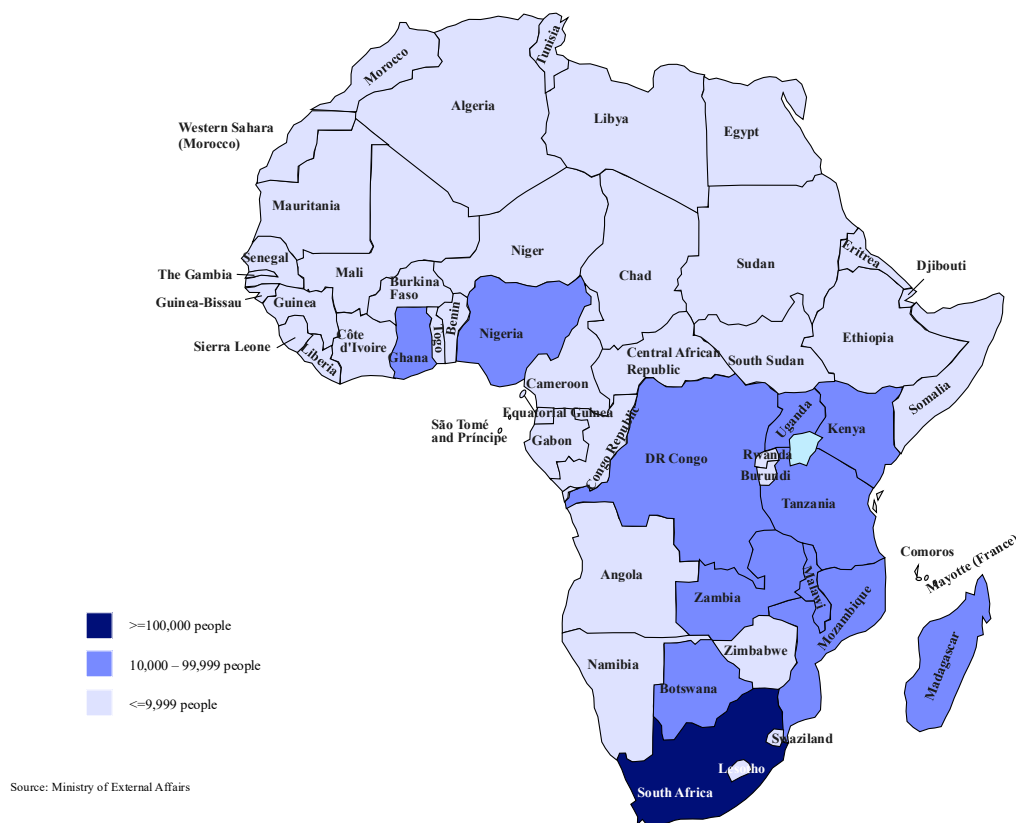 Tunisia
Morocco
Algeria
Libya
Egypt
Western Sahara
(Morocco)
Mauritania
Niger
Mali
Chad
Sudan
Eritrea
Djibouti
Senegal
The Gambia
Guinea-Bissau
Guinea
Burkina
Faso
Benin
Togo
Nigeria
Ethiopia
Sierra Leone
Liberia
Côte
d'Ivoire
Ghana
Central African
Republic
South Sudan
Somalia
Cameroon
Equatorial Guinea
São Tomé
and Príncipe
Gabon
Congo Republic
DR Congo
Uganda
Kenya
Rwanda
Burundi
Tanzania
Comoros
Mayotte (France)
Angola
Zambia
Malawi
Mozambique
Madagascar
Zimbabwe
Namibia
Botswana
Swaziland
Lesotho
South Africa
>=100,000 people
10,000 – 99,999 people
<=9,999 people
Source: Ministry of External Affairs